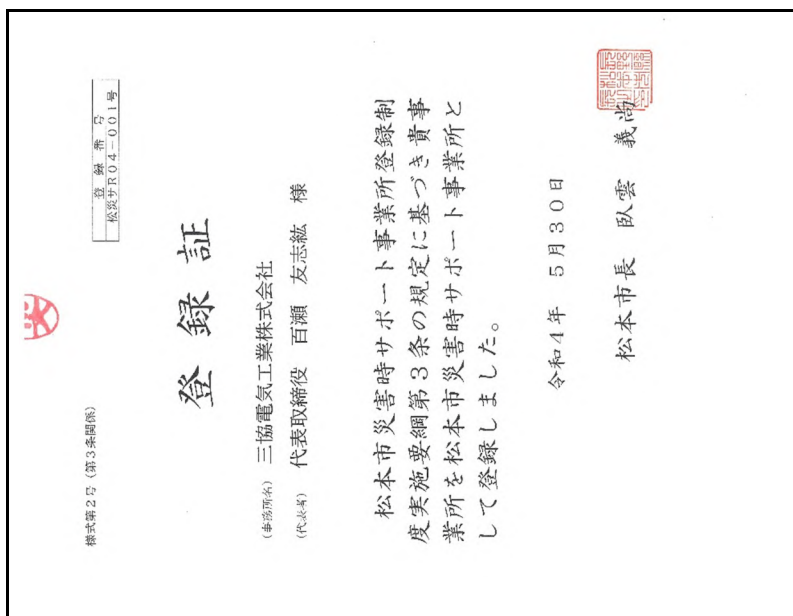 様式第2号（第3条関係）
登録番号
松災サR04-001号
登録証
（事務所名） 三協電気工業株式会社
（代表者） 代表取締役 百瀬 友志紘 様
松本市災害時サポート事業所登録制
度実施要綱第3条の規定に基づき貴事
業所を松本市災害時サポート事業所と
して登録しました。
令和4年 5月30日
松本市長 臥雲 義尚